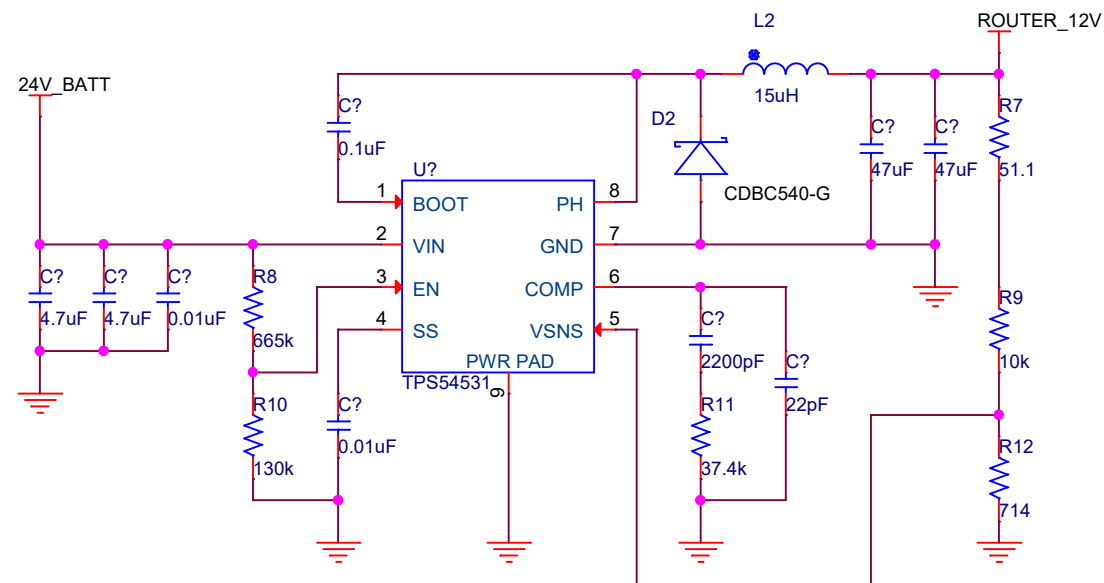 L2
ROUTER_12V
24V_BATT
15uH
C?
0.1uF
D2
CDBC540-G
C?
47uF
C?
47uF
R7
51.1
U?
1
BOOT
PH
8
2
VIN
GND
7
3
EN
COMP
6
4
SS
VSNS
5
PWR PAD
TPS54531
9
C?
4.7uF
C?
4.7uF
C?
0.01uF
R8
665k
R10
130k
C?
0.01uF
C?
2200pF
C?
22pF
R11
37.4k
R9
10k
R12
714